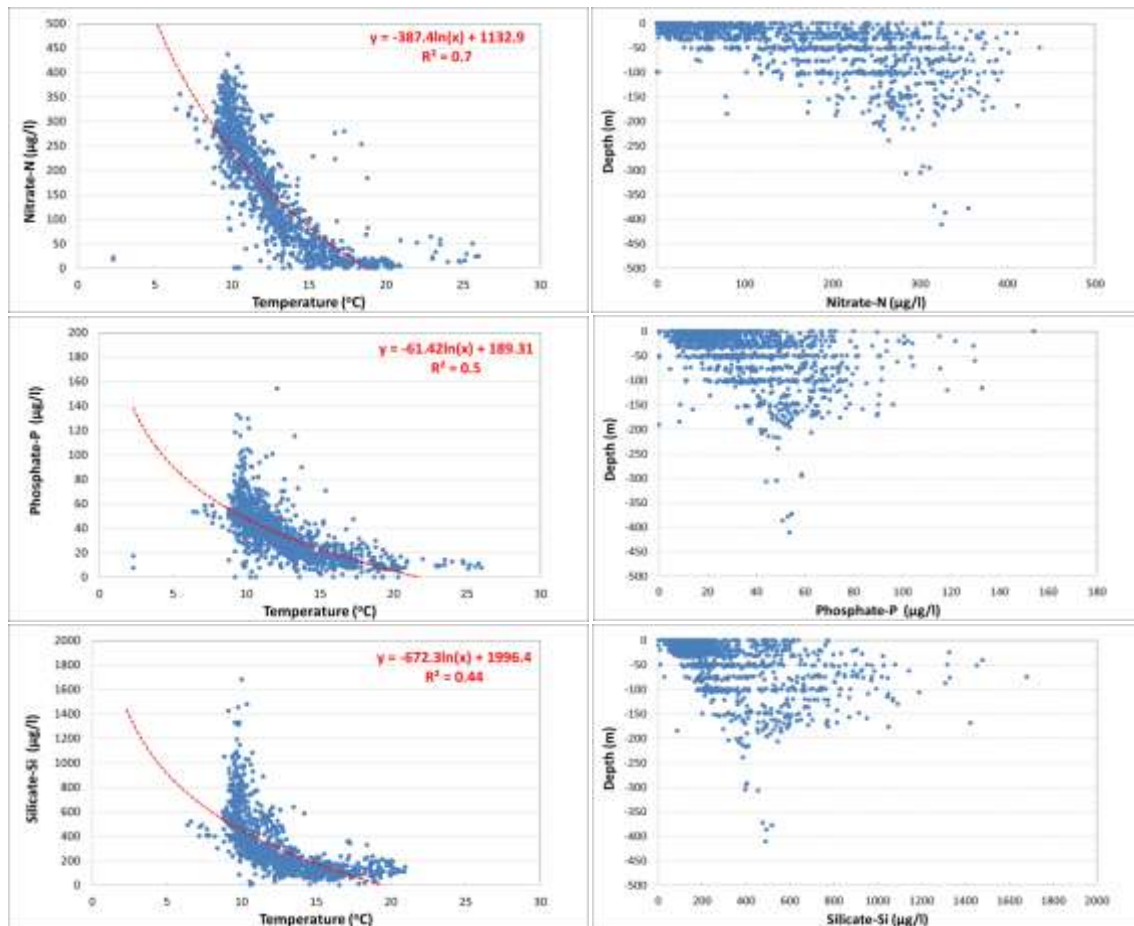 y = -387.4ln(x) + 1132.9
R² = 0.7
500
450
400
350
300
250
200
150
100
50
0
Nitrate-N (µg/l)
0 5 10 15 20 25 30
Temperature (°C)
0
-50
-100
-150
-200
-250
-300
-350
-400
-450
-500
Depth (m)
0 100 200 300 400 500
Nitrate-N (µg/l)
y = -61.42ln(x) + 189.31
R² = 0.5
200
180
160
140
120
100
80
60
40
20
0
Phosphate-P (µg/l)
0 5 10 15 20 25 30
Temperature (°C)
0
-50
-100
-150
-200
-250
-300
-350
-400
-450
-500
Depth (m)
0 20 40 60 80 100 120 140 160 180
Phosphate-P (µg/l)
y = -672.3ln(x) + 1996.4
R² = 0.44
2000
1800
1600
1400
1200
1000
800
600
400
200
0
Silicate-Si (µg/l)
0 5 10 15 20 25 30
Temperature (°C)
0
-50
-100
-150
-200
-250
-300
-350
-400
-450
-500
Depth (m)
0 200 400 600 800 1000 1200 1400 1600 1800 2000
Silicate-Si (µg/l)